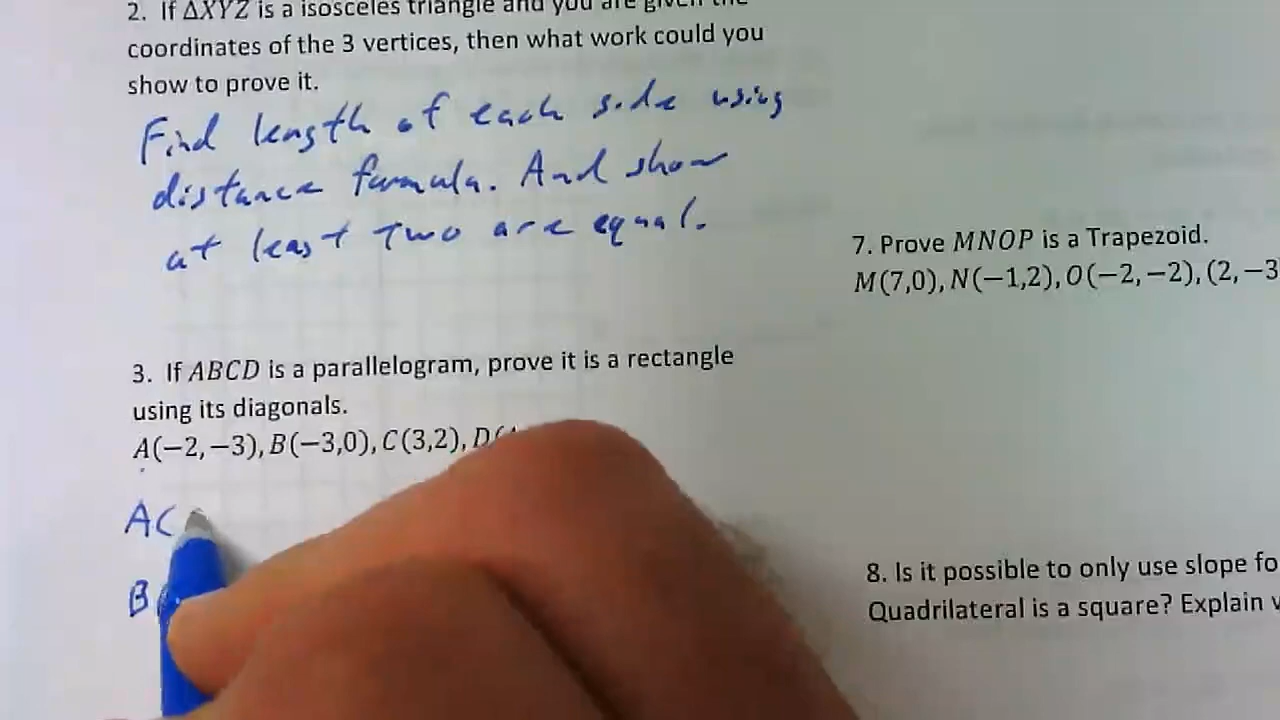 2. If ΔXYZ is a isosceles triangle and you are given the
coordinates of the 3 vertices, then what work could you
show to prove it.
Find length of each side using
distance formula. And show
at least two are equal.
3. If ABCD is a parallelogram, prove it is a rectangle
using its diagonals.
A(−2,−3), B(−3,0), C(3,2), D(
AC
B
7. Prove MNOP is a Trapezoid.
M(7,0), N(−1,2), O(−2,−2), (2,−3
8. Is it possible to only use slope fo
Quadrilateral is a square? Explain